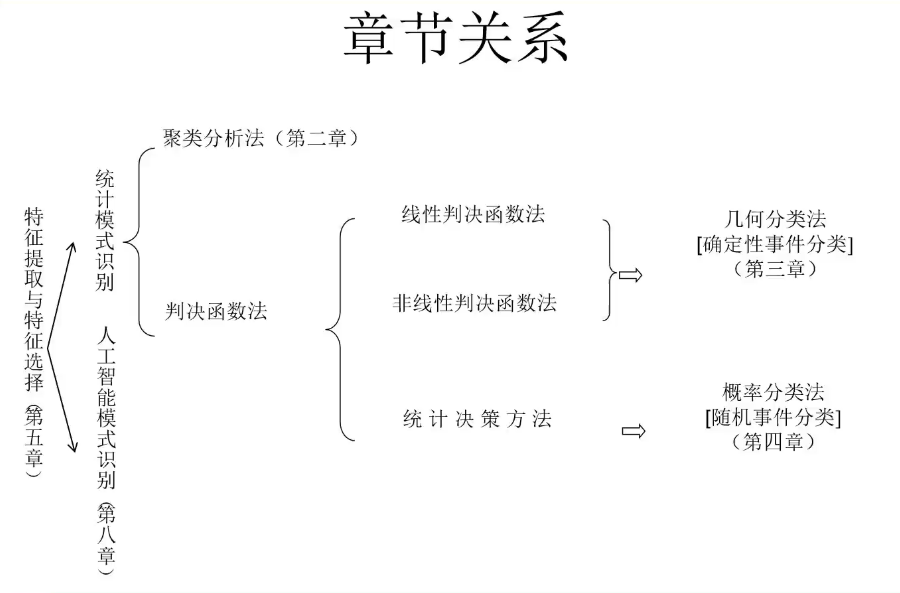 章节关系
特征提取与特征选择（第五章）
统计模式识别
人工智能模式识别（第八章）
聚类分析法（第二章）
判决函数法
线性判决函数法
非线性判决函数法
统计决策方法
几何分类法
[确定性事件分类]
（第三章）
概率分类法
[随机事件分类]
（第四章）